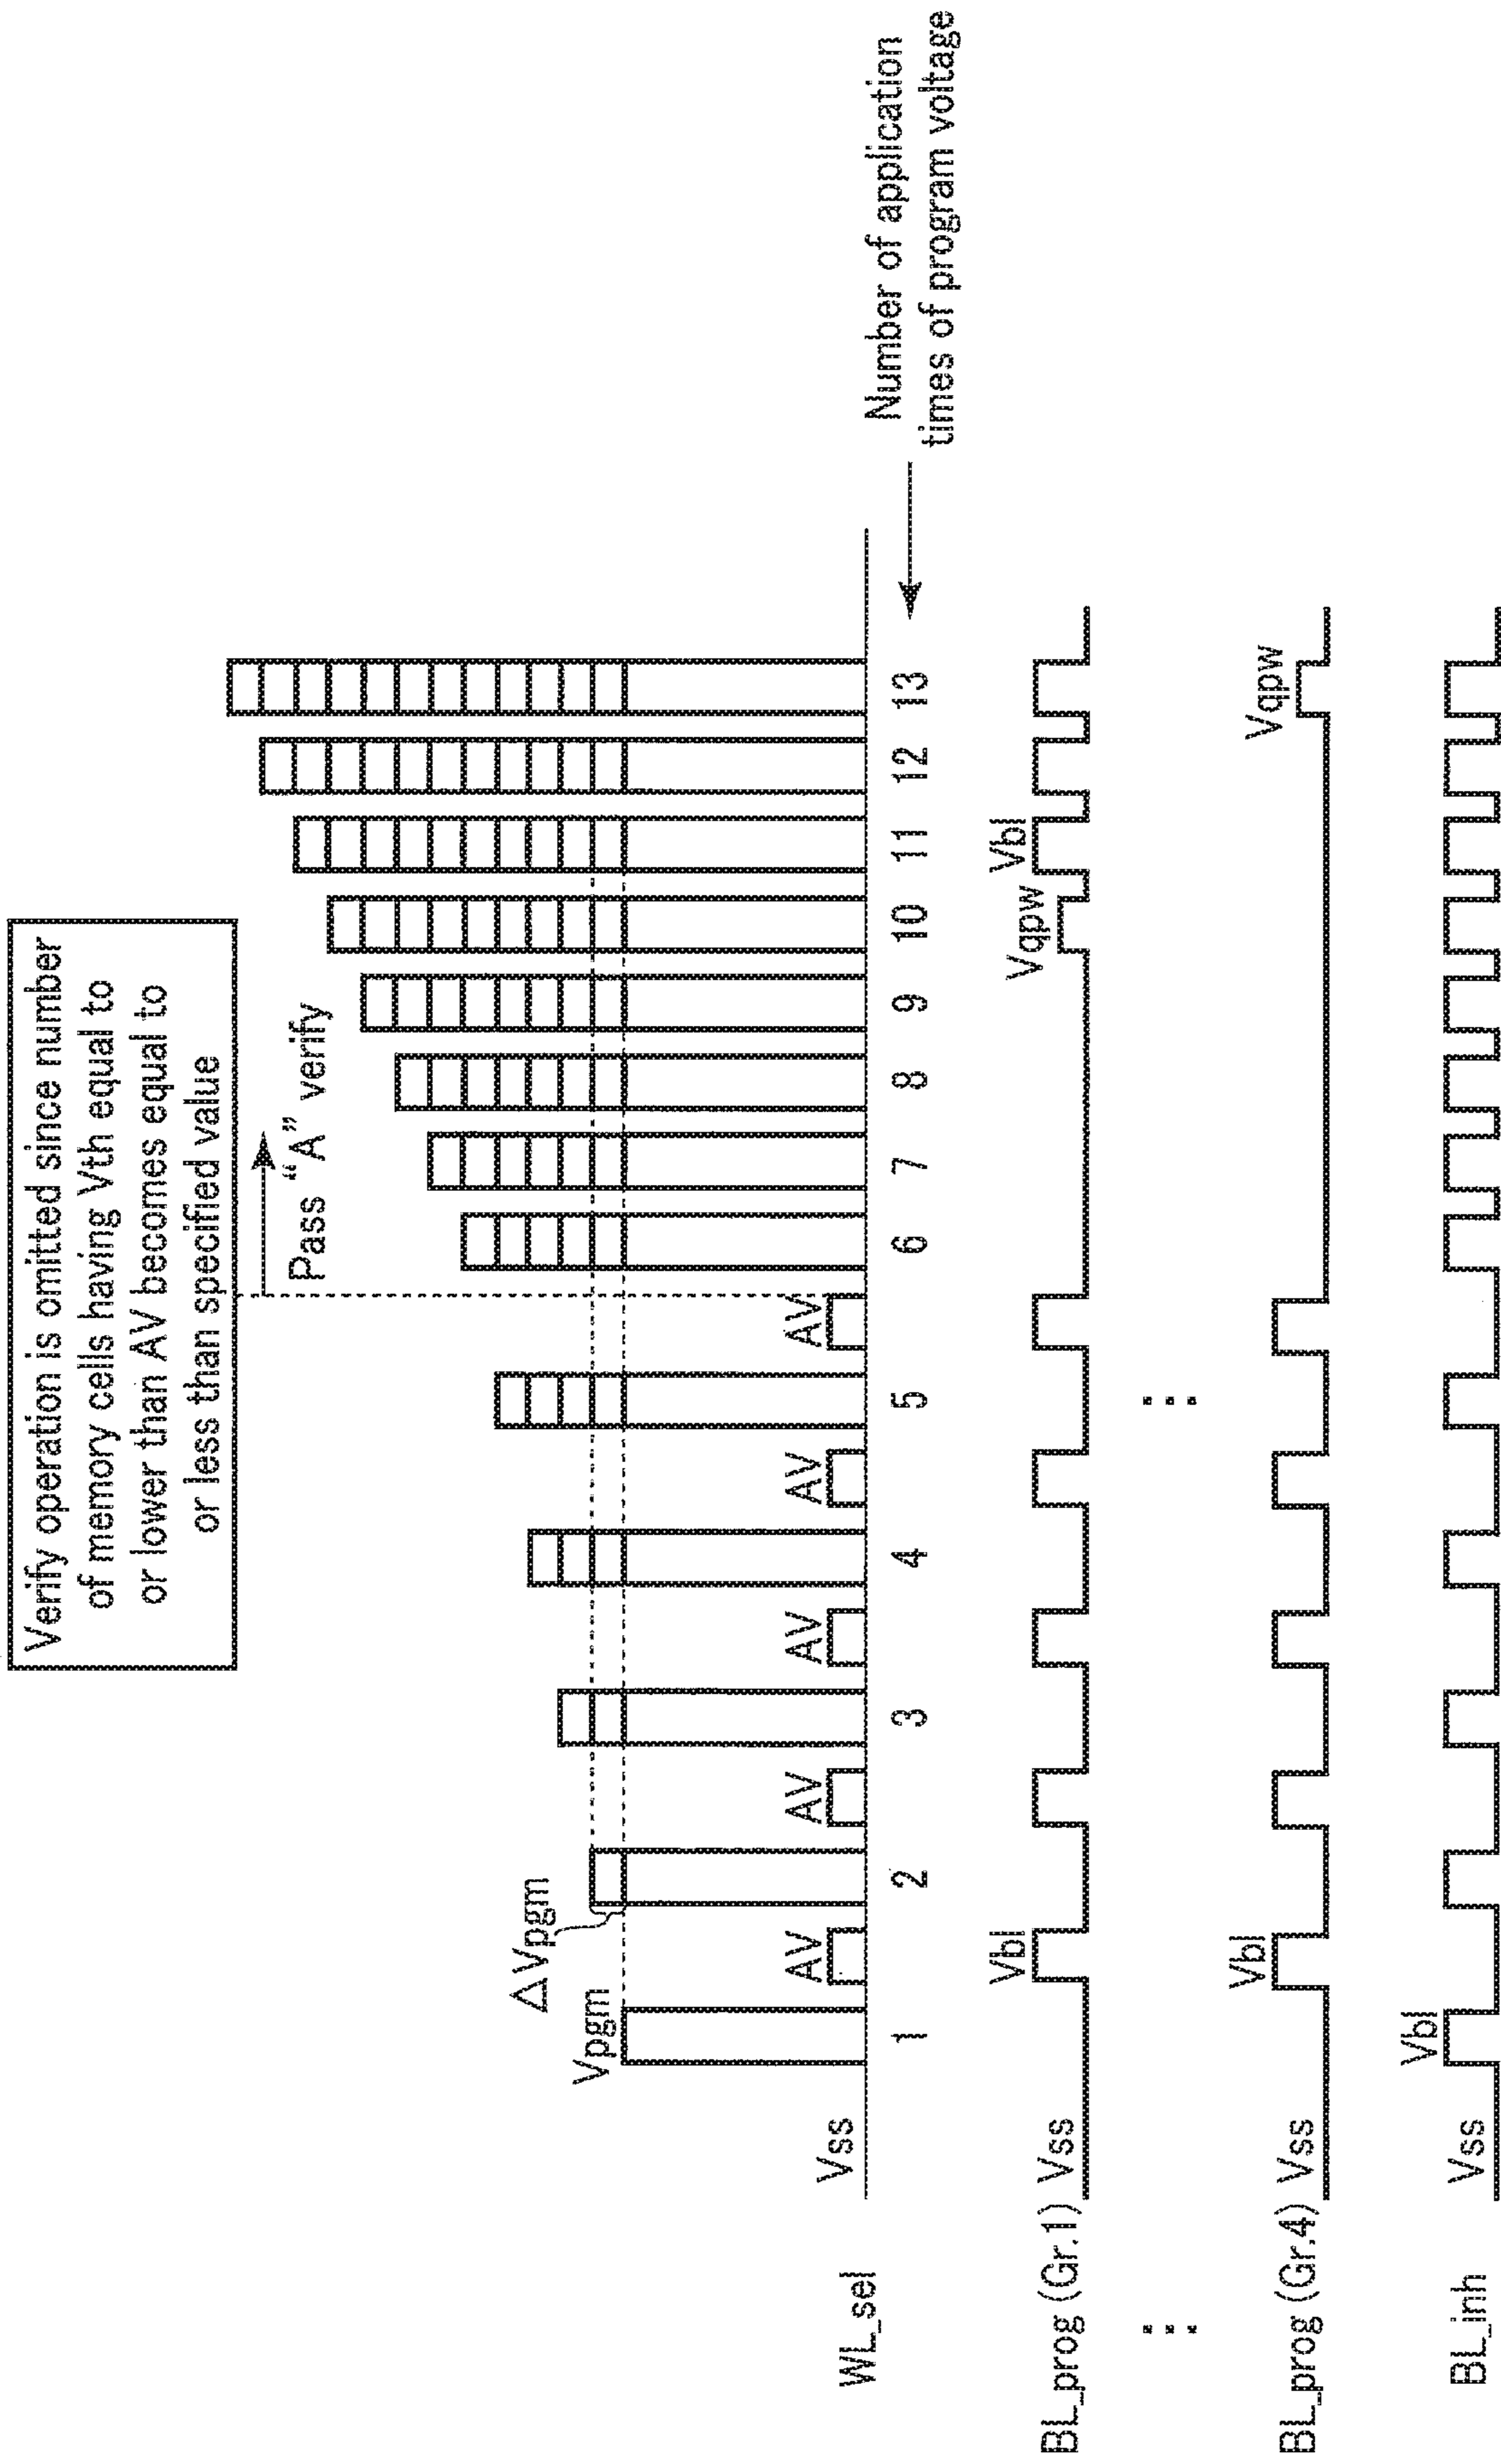 Verify operation is omitted since number
of memory cells having Vth equal to
or lower than AV becomes equal to
or less than specified value
Pass "A" verify
△Vpgm
Vpgm
AV
AV
AV
AV
AV
WL_sel
Vss
1
2
3
4
5
6
7
8
9
10
11
12
13
Number of application
times of program voltage
BL_prog (Gr.1) Vss
Vbl
Vqpw
Vbl
BL_prog (Gr.4) Vss
Vbl
Vqpw
BL_inh
Vss
Vbl